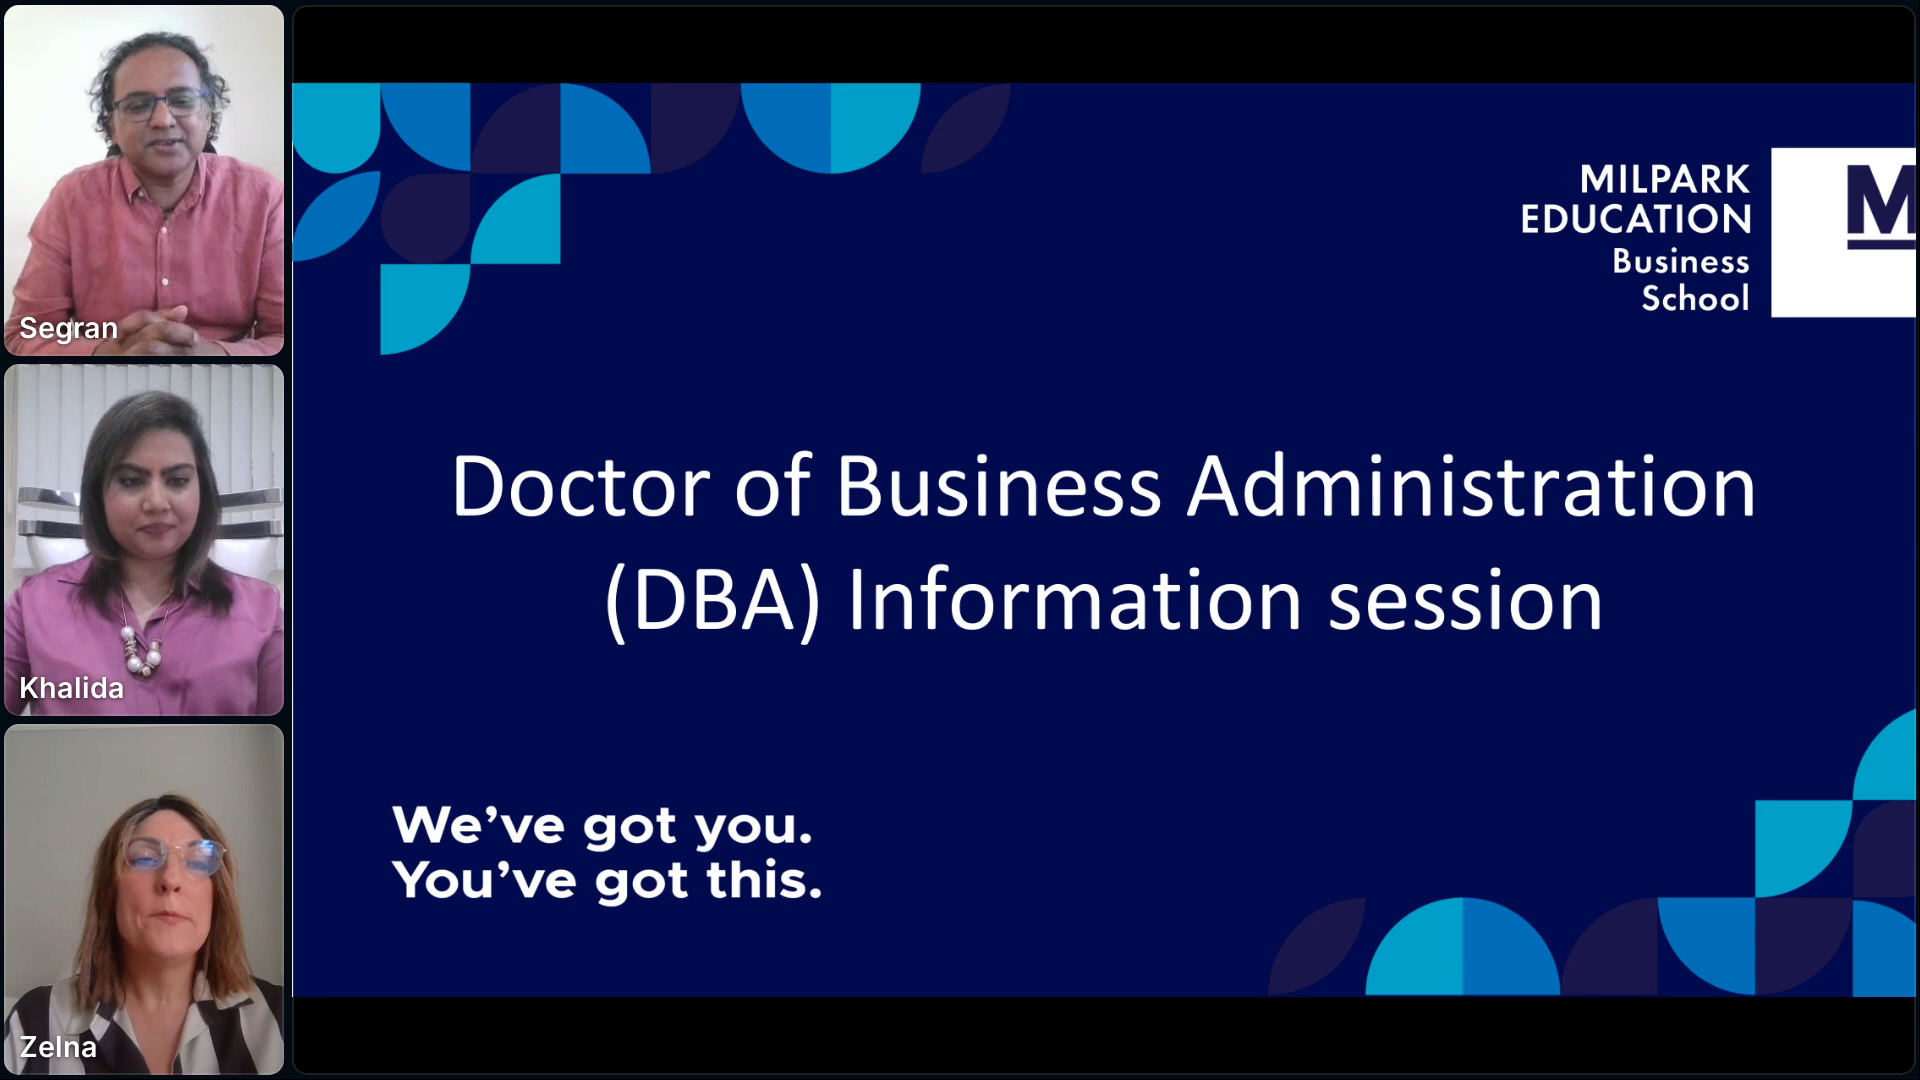 Segran
Khalida
Zelna
MILPARK
EDUCATION
Business
School
M
Doctor of Business Administration
(DBA) Information session
We’ve got you.
You’ve got this.